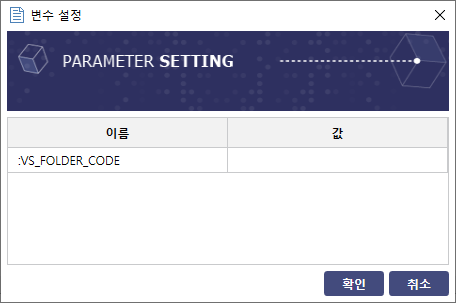 변수 설정
PARAMETER SETTING
이름 값
:VS_FOLDER_CODE
확인 취소